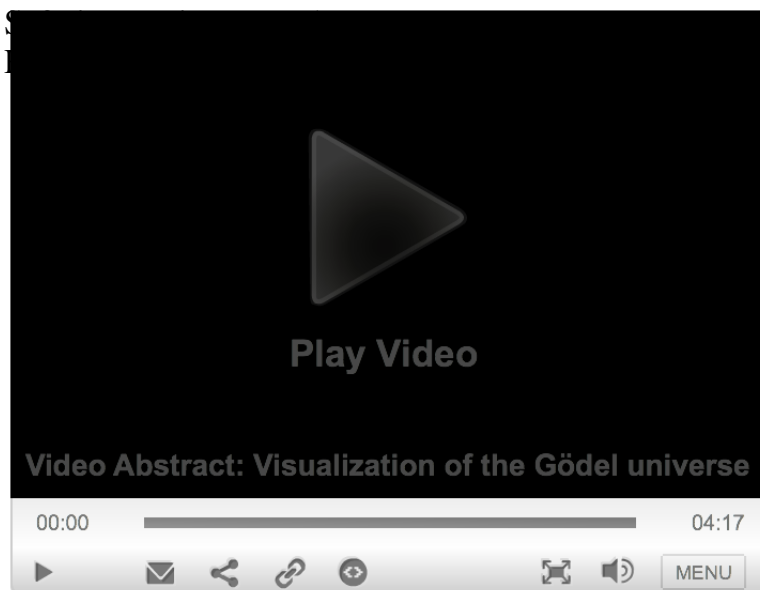 Play Video
Video Abstract: Visualization of the Gödel universe
00:00 04:17
MENU